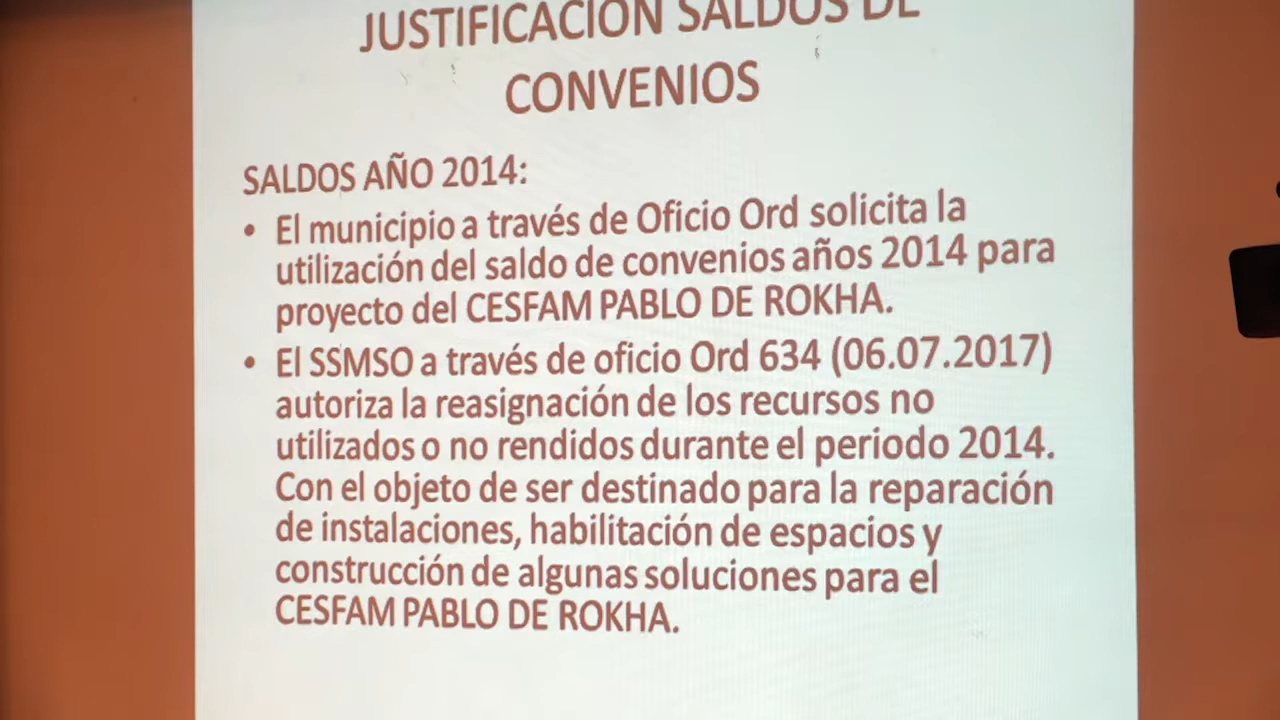 JUSTIFICACIÓN SALDOS DE
CONVENIOS
SALDOS AÑO 2014:
• El municipio a través de Oficio Ord solicita la
utilización del saldo de convenios años 2014 para
proyecto del CESFAM PABLO DE ROKHA.
• El SSMSO a través de oficio Ord 634 (06.07.2017)
autoriza la reasignación de los recursos no
utilizados o no rendidos durante el periodo 2014.
Con el objeto de ser destinado para la reparación
de instalaciones, habilitación de espacios y
construcción de algunas soluciones para el
CESFAM PABLO DE ROKHA.